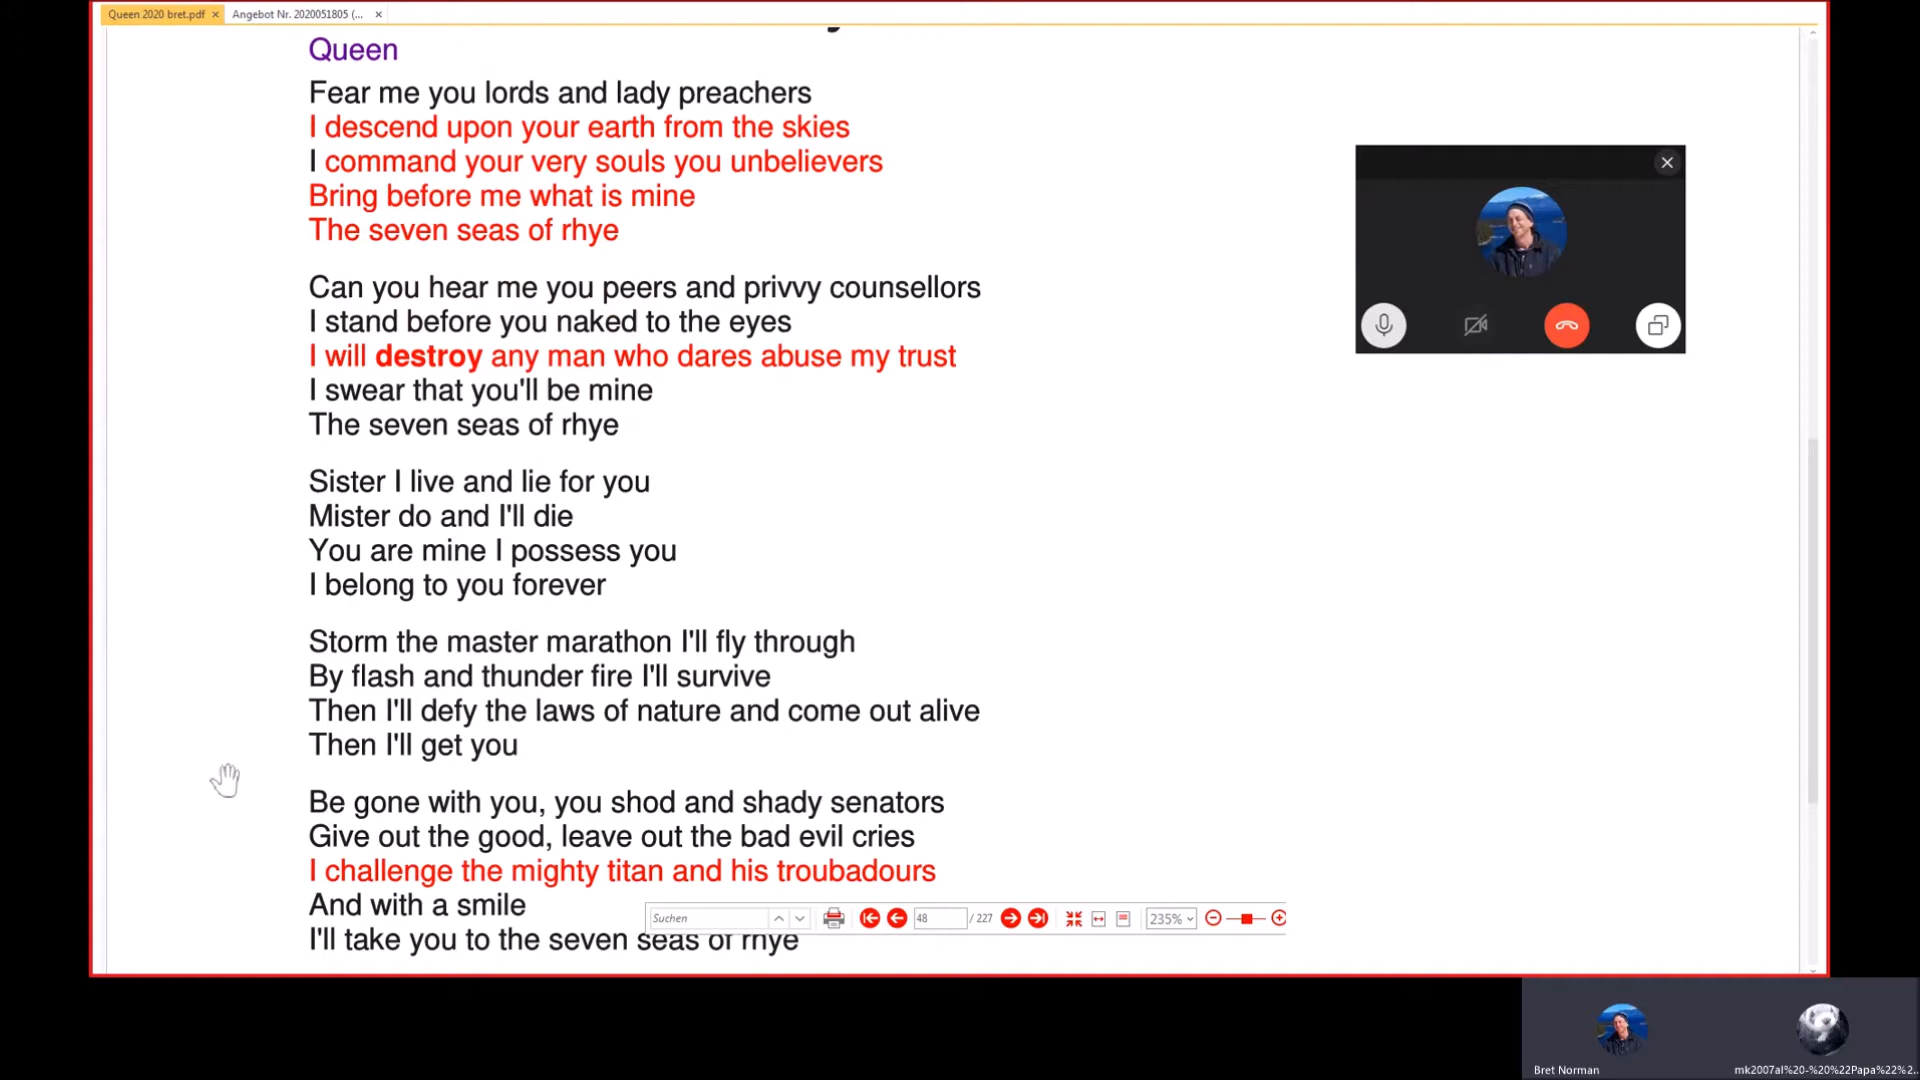 Queen 2020 bret.pdf
Angebot Nr. 2020051805 (...
Queen
Fear me you lords and lady preachers
I descend upon your earth from the skies
I command your very souls you unbelievers
Bring before me what is mine
The seven seas of rhye
Can you hear me you peers and privvy counsellors
I stand before you naked to the eyes
I will destroy any man who dares abuse my trust
I swear that you'll be mine
The seven seas of rhye
Sister I live and lie for you
Mister do and I'll die
You are mine I possess you
I belong to you forever
Storm the master marathon I'll fly through
By flash and thunder fire I'll survive
Then I'll defy the laws of nature and come out alive
Then I'll get you
Be gone with you, you shod and shady senators
Give out the good, leave out the bad evil cries
I challenge the mighty titan and his troubadours
And with a smile
I'll take you to the seven seas of rhye
Suchen
48 / 227
235%
Bret Norman
mk2007al%20-%20%22Papa%22%2...